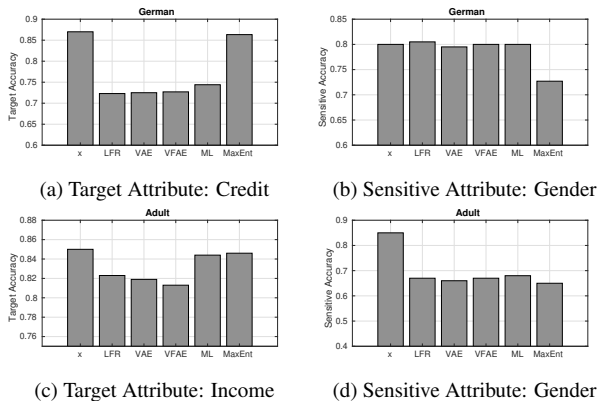 German
Target Accuracy
0.9
0.85
0.8
0.75
0.7
0.65
0.6
x LFR VAE VFAE ML MaxEnt
(a) Target Attribute: Credit
German
Sensitive Accuracy
0.85
0.8
0.75
0.7
0.65
0.6
x LFR VAE VFAE ML MaxEnt
(b) Sensitive Attribute: Gender
Adult
Target Accuracy
0.88
0.86
0.84
0.82
0.8
0.78
0.76
x LFR VAE VFAE ML MaxEnt
(c) Target Attribute: Income
Adult
Sensitive Accuracy
0.9
0.8
0.7
0.6
0.5
0.4
x LFR VAE VFAE ML MaxEnt
(d) Sensitive Attribute: Gender